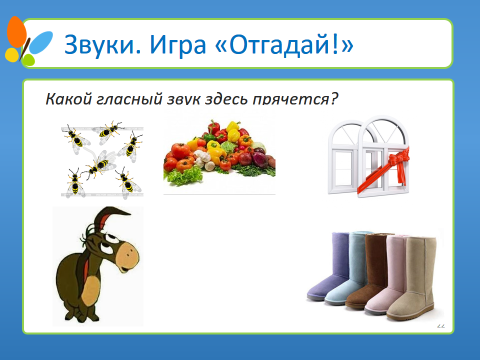 Звуки. Игра «Отгадай!»
Какой гласный звук здесь прячется?